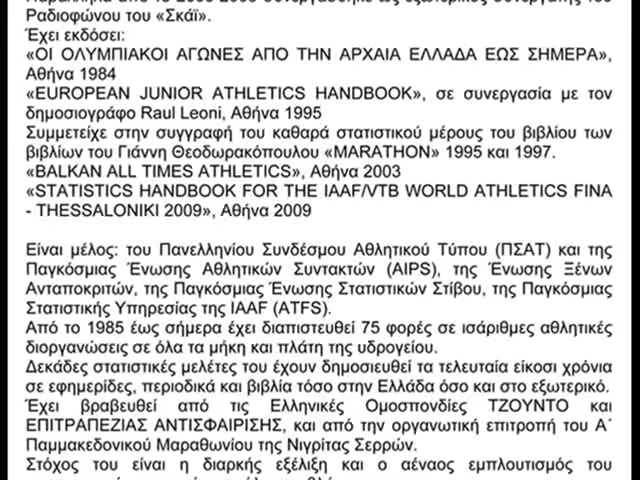 Ραδιοφώνου του «Σκάϊ».
Έχει εκδόσει:
«ΟΙ ΟΛΥΜΠΙΑΚΟΙ ΑΓΩΝΕΣ ΑΠΟ ΤΗΝ ΑΡΧΑΙΑ ΕΛΛΑΔΑ ΕΩΣ ΣΗΜΕΡΑ»,
Αθήνα 1984
«EUROPEAN JUNIOR ATHLETICS HANDBOOK», σε συνεργασία με τον
δημοσιογράφο Raul Leoni, Αθήνα 1995
Συμμετείχε στην συγγραφή του καθαρά στατιστικού μέρους του βιβλίου των
βιβλίων του Γιάννη Θεοδωρακόπουλου «MARATHON» 1995 και 1997.
«BALKAN ALL TIMES ATHLETICS», Αθήνα 2003
«STATISTICS HANDBOOK FOR THE IAAF/VTB WORLD ATHLETICS FINA
- THESSALONIKI 2009», Αθήνα 2009
Είναι μέλος: του Πανελληνίου Συνδέσμου Αθλητικού Τύπου (ΠΣΑΤ) και της
Παγκόσμιας Ένωσης Αθλητικών Συντακτών (AIPS), της Ένωσης Ξένων
Ανταποκριτών, της Παγκόσμιας Ένωσης Στατιστικών Στίβου, της Παγκόσμιας
Στατιστικής Υπηρεσίας της IAAF (ATFS).
Από το 1985 έως σήμερα έχει διαπιστευθεί 75 φορές σε ισάριθμες αθλητικές
διοργανώσεις σε όλα τα μήκη και πλάτη της υδρογείου.
Δεκάδες στατιστικές μελέτες του έχουν δημοσιευθεί τα τελευταία είκοσι χρόνια
σε εφημερίδες, περιοδικά και βιβλία τόσο στην Ελλάδα όσο και στο εξωτερικό.
Έχει βραβευθεί από τις Ελληνικές Ομοσπονδίες ΤΖΟΥΝΤΟ και
ΕΠΙΤΡΑΠΕΖΙΑΣ ΑΝΤΙΣΦΑΙΡΙΣΗΣ, και από την οργανωτική επιτροπή του Α΄
Παμμακεδονικού Μαραθωνίου της Νιγρίτας Σερρών.
Στόχος του είναι η διαρκής εξέλιξη και ο αέναος εμπλουτισμός του